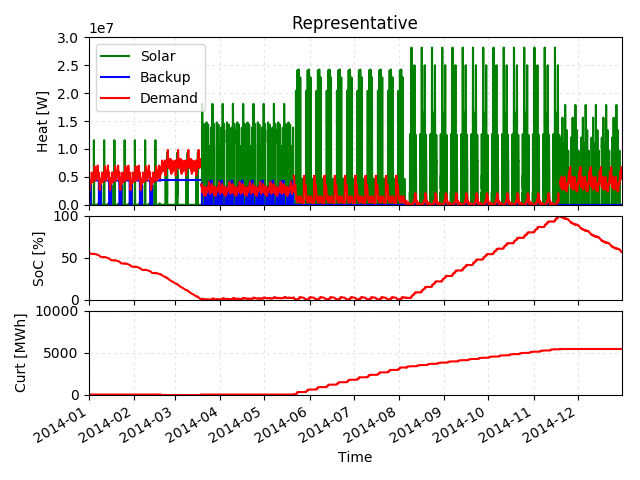 Representative
1e7
3.0
2.5
2.0
1.5
1.0
0.5
0.0
Heat [W]
Solar
Backup
Demand
100
50
0
SoC [%]
10000
5000
0
Curt [MWh]
2014-01
2014-02
2014-03
2014-04
2014-05
2014-06
2014-07
2014-08
2014-09
2014-10
2014-11
2014-12
Time